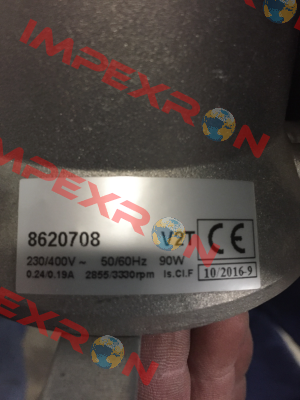 IMPEXRON
IMPEXRON
IMPEXRON
8620708 V2T CE
230/400V ~ 50/60Hz 90W
0.24/0.19A 2855/3330rpm Is.Cl.F 10/2016-9